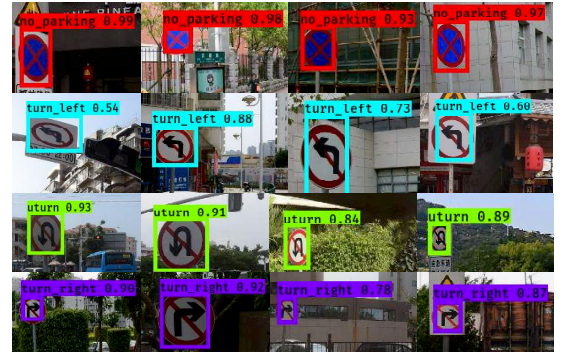 no_parking 0.99
no_parking 0.98
no_parking 0.93
no_parking 0.97
turn_left 0.54
turn_left 0.88
turn_left 0.73
turn_left 0.60
uturn 0.93
uturn 0.91
uturn 0.84
uturn 0.89
turn_right 0.90
turn_right 0.92
turn_right 0.78
turn_right 0.87